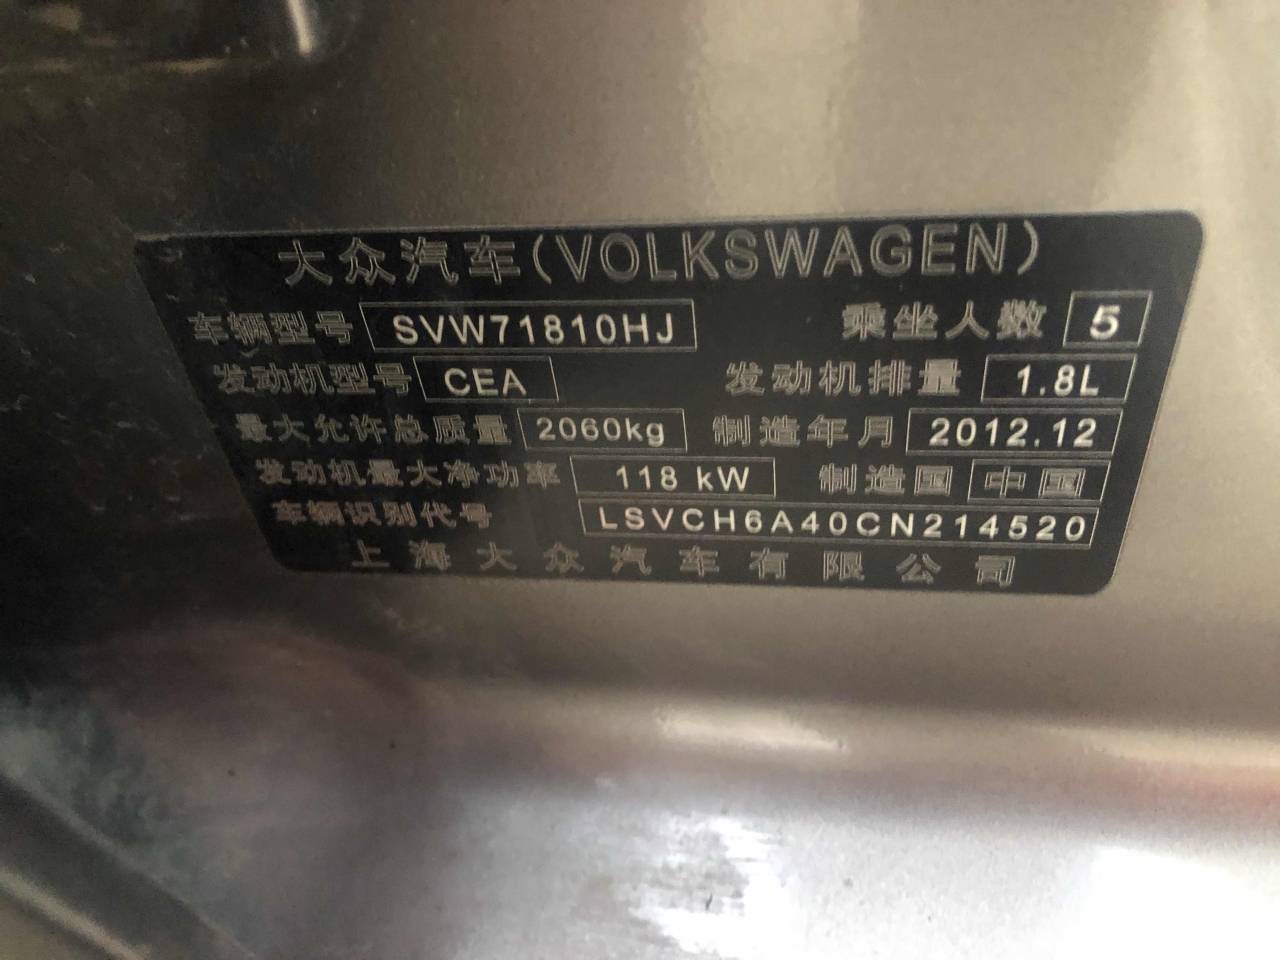 大众汽车(VOLKSWAGEN)
车辆型号 SVW71810HJ 乘坐人数 5
发动机型号 CEA 发动机排量 1.8L
最大允许总质量 2060kg 制造年月 2012.12
发动机最大净功率 118 kW 制造国 中国
车辆识别代号 LSVCH6A40CN214520
上海大众汽车有限公司